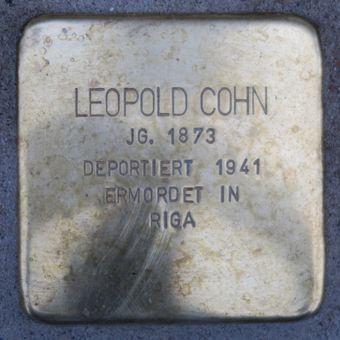 LEOPOLD COHN
JG. 1873
DEPORTIERT 1941
ERMORDET IN
RIGA